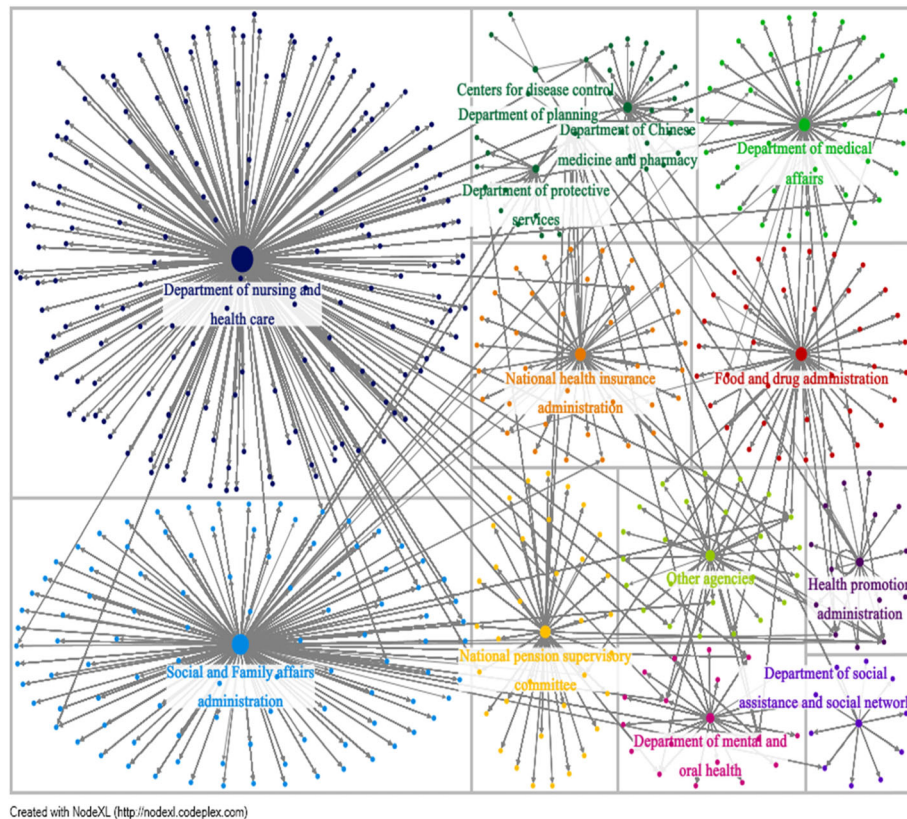 Centers for disease control
Department of planning
Department of Chinese
medicine and pharmacy
Department of protective
services
Department of medical
affairs
Department of nursing and
health care
National health insurance
administration
Food and drug administration
Other agencies
Health promotion
administration
Social and Family affairs
administration
National pension supervisory
committee
Department of social
assistance and social network
Department of mental and
oral health
Created with NodeXL (http://nodexl.codeplex.com)